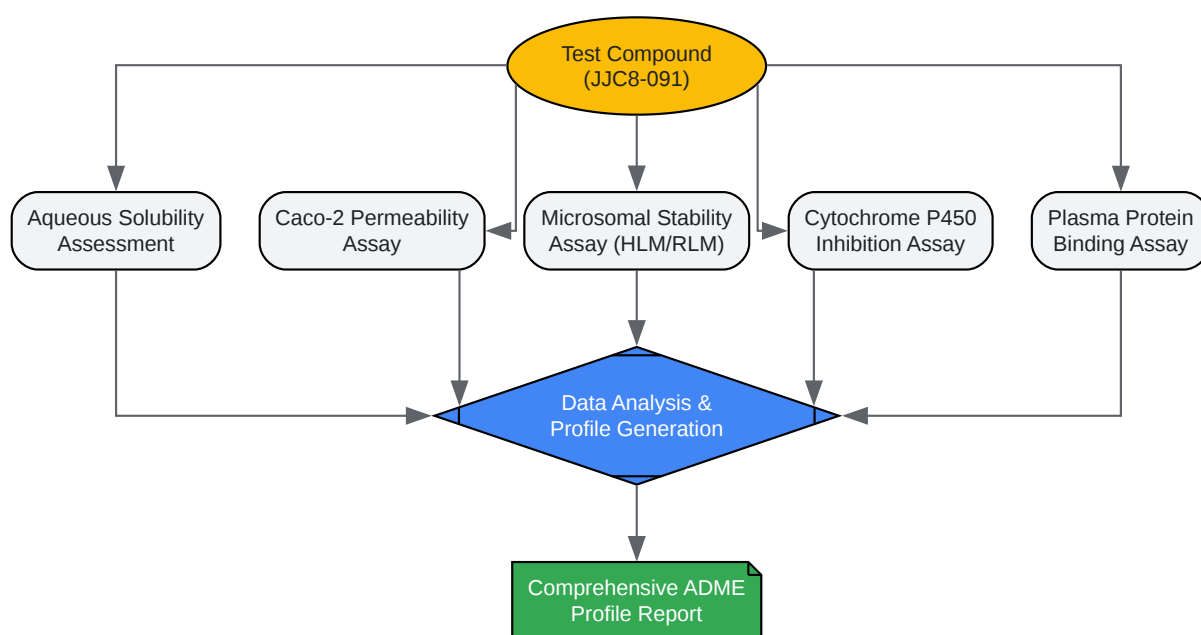 Test Compound
(JJC8-091)
Aqueous Solubility
Assessment
Caco-2 Permeability
Assay
Microsomal Stability
Assay (HLM/RLM)
Cytochrome P450
Inhibition Assay
Plasma Protein
Binding Assay
Data Analysis &
Profile Generation
Comprehensive ADME
Profile Report